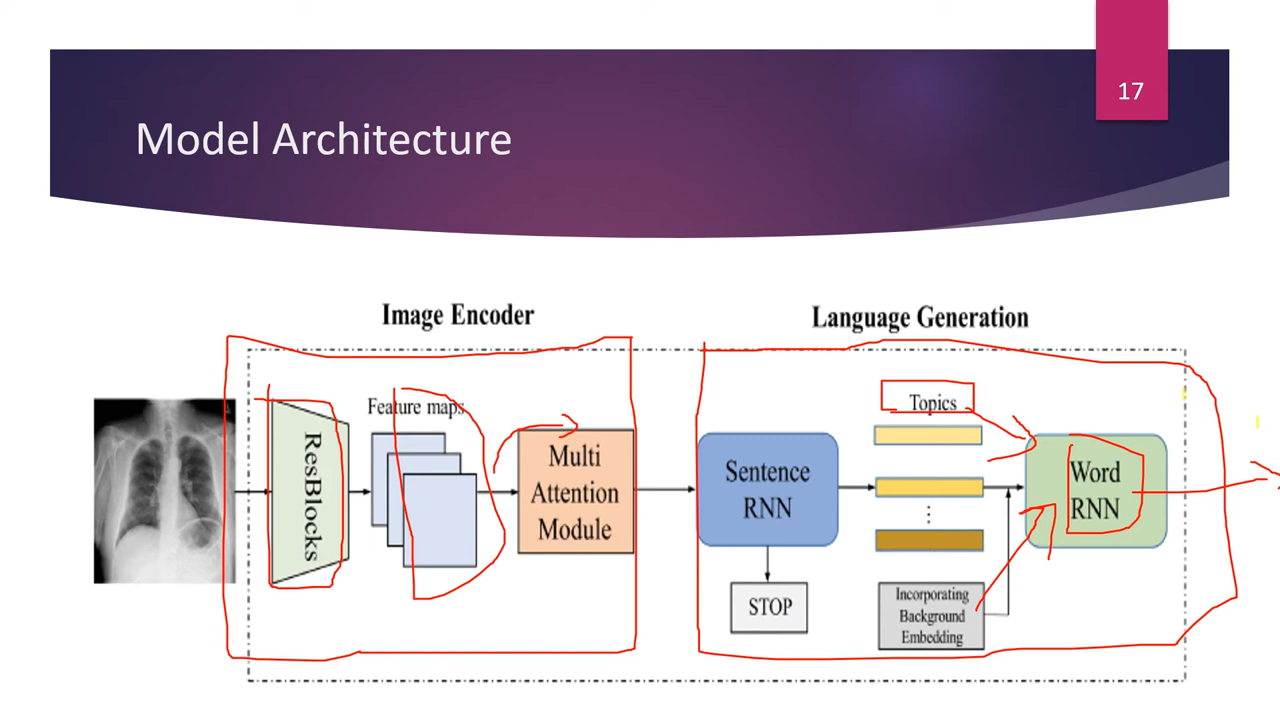 17
Model Architecture
Image Encoder
Language Generation
ResBlocks
Feature maps
Multi
Attention
Module
Sentence
RNN
STOP
Topics
Incorporating
Background
Embedding
Word
RNN